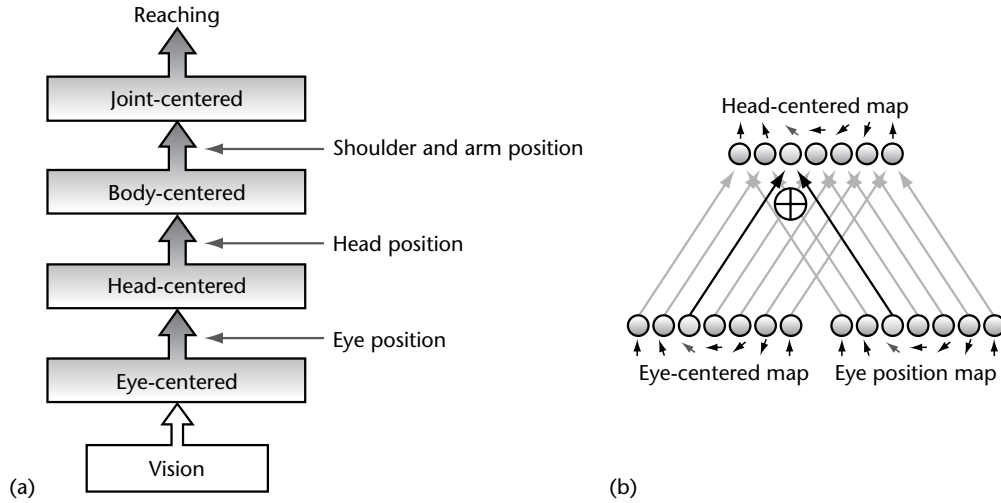 Reaching
Joint-centered
Shoulder and arm position
Body-centered
Head position
Head-centered
Eye position
Eye-centered
Vision
(a)
Head-centered map
Eye-centered map
Eye position map
(b)